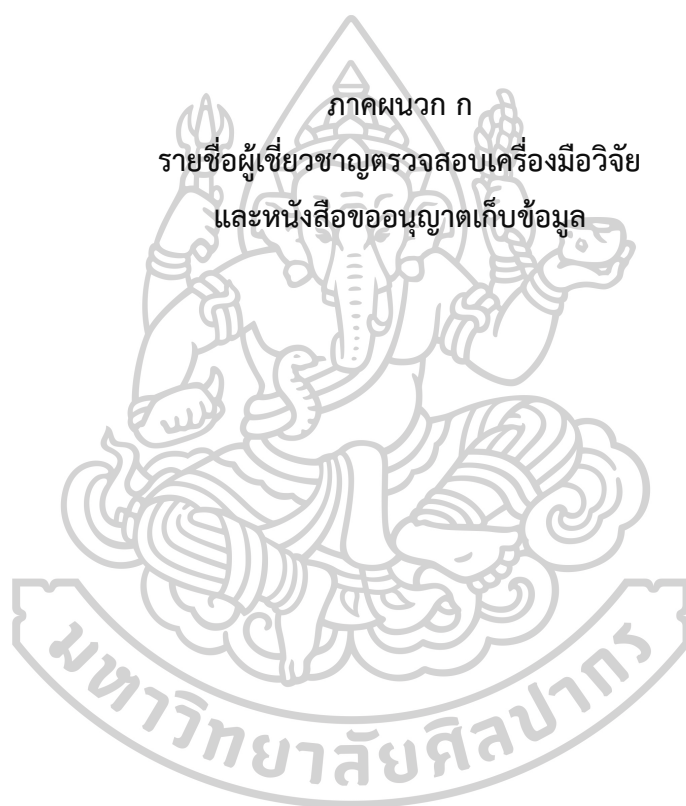 ภาคผนวก ก
รายชื่อผู้เชี่ยวชาญตรวจสอบเครื่องมือวิจัย
และหนังสือขออนุญาตเก็บข้อมูล
มหาวิทยาลัยศิลปากร